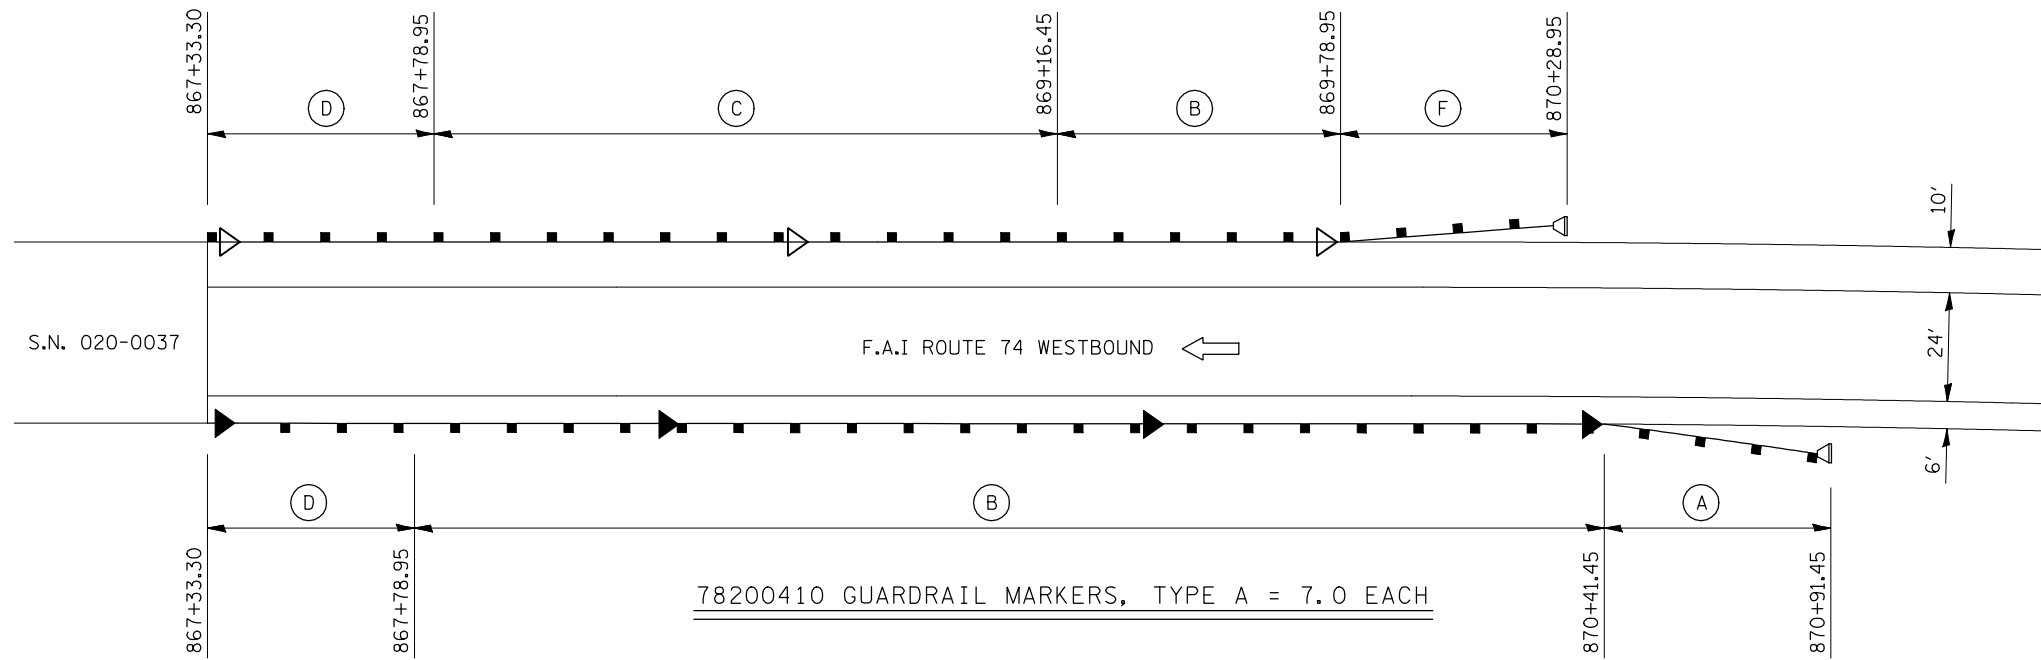 867+33.30
867+78.95
869+16.45
869+78.95
870+28.95
D
C
B
F
10'
S.N. 020-0037
F.A.I ROUTE 74 WESTBOUND
24'
6'
D
B
A
867+33.30
867+78.95
870+41.45
870+91.45
78200410 GUARDRAIL MARKERS, TYPE A = 7.0 EACH